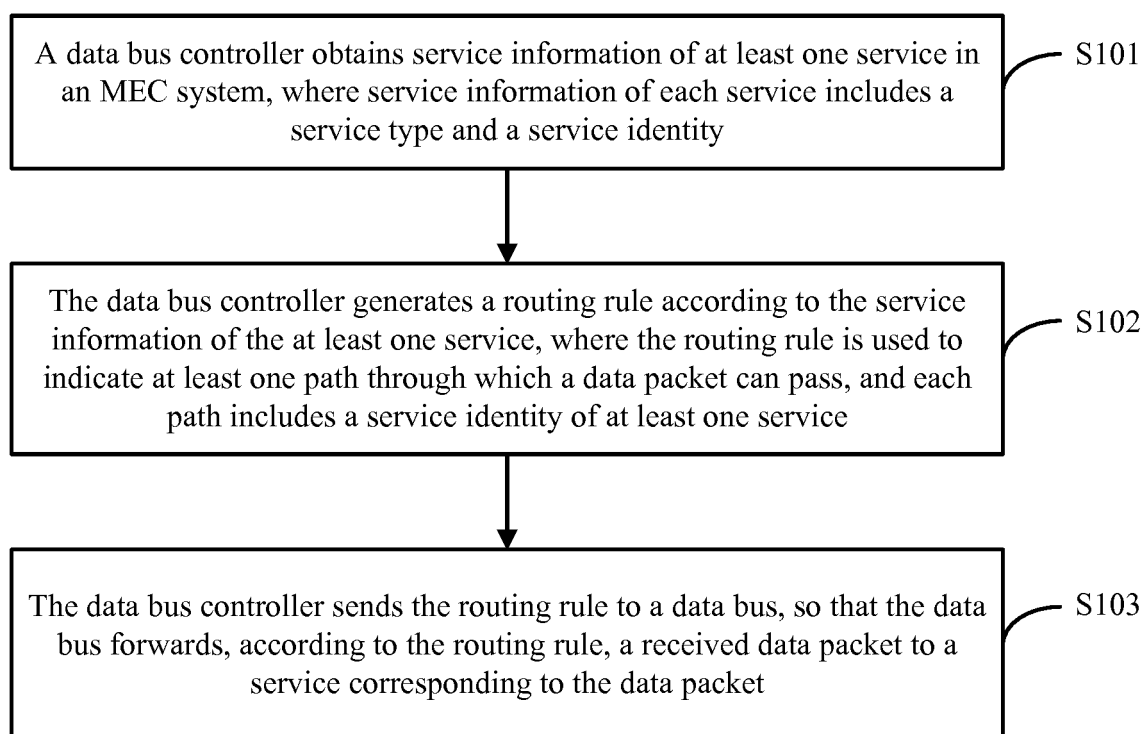 A data bus controller obtains service information of at least one service in
an MEC system, where service information of each service includes a
service type and a service identity
S101
The data bus controller generates a routing rule according to the service
information of the at least one service, where the routing rule is used to
indicate at least one path through which a data packet can pass, and each
path includes a service identity of at least one service
S102
The data bus controller sends the routing rule to a data bus, so that the data
bus forwards, according to the routing rule, a received data packet to a
service corresponding to the data packet
S103